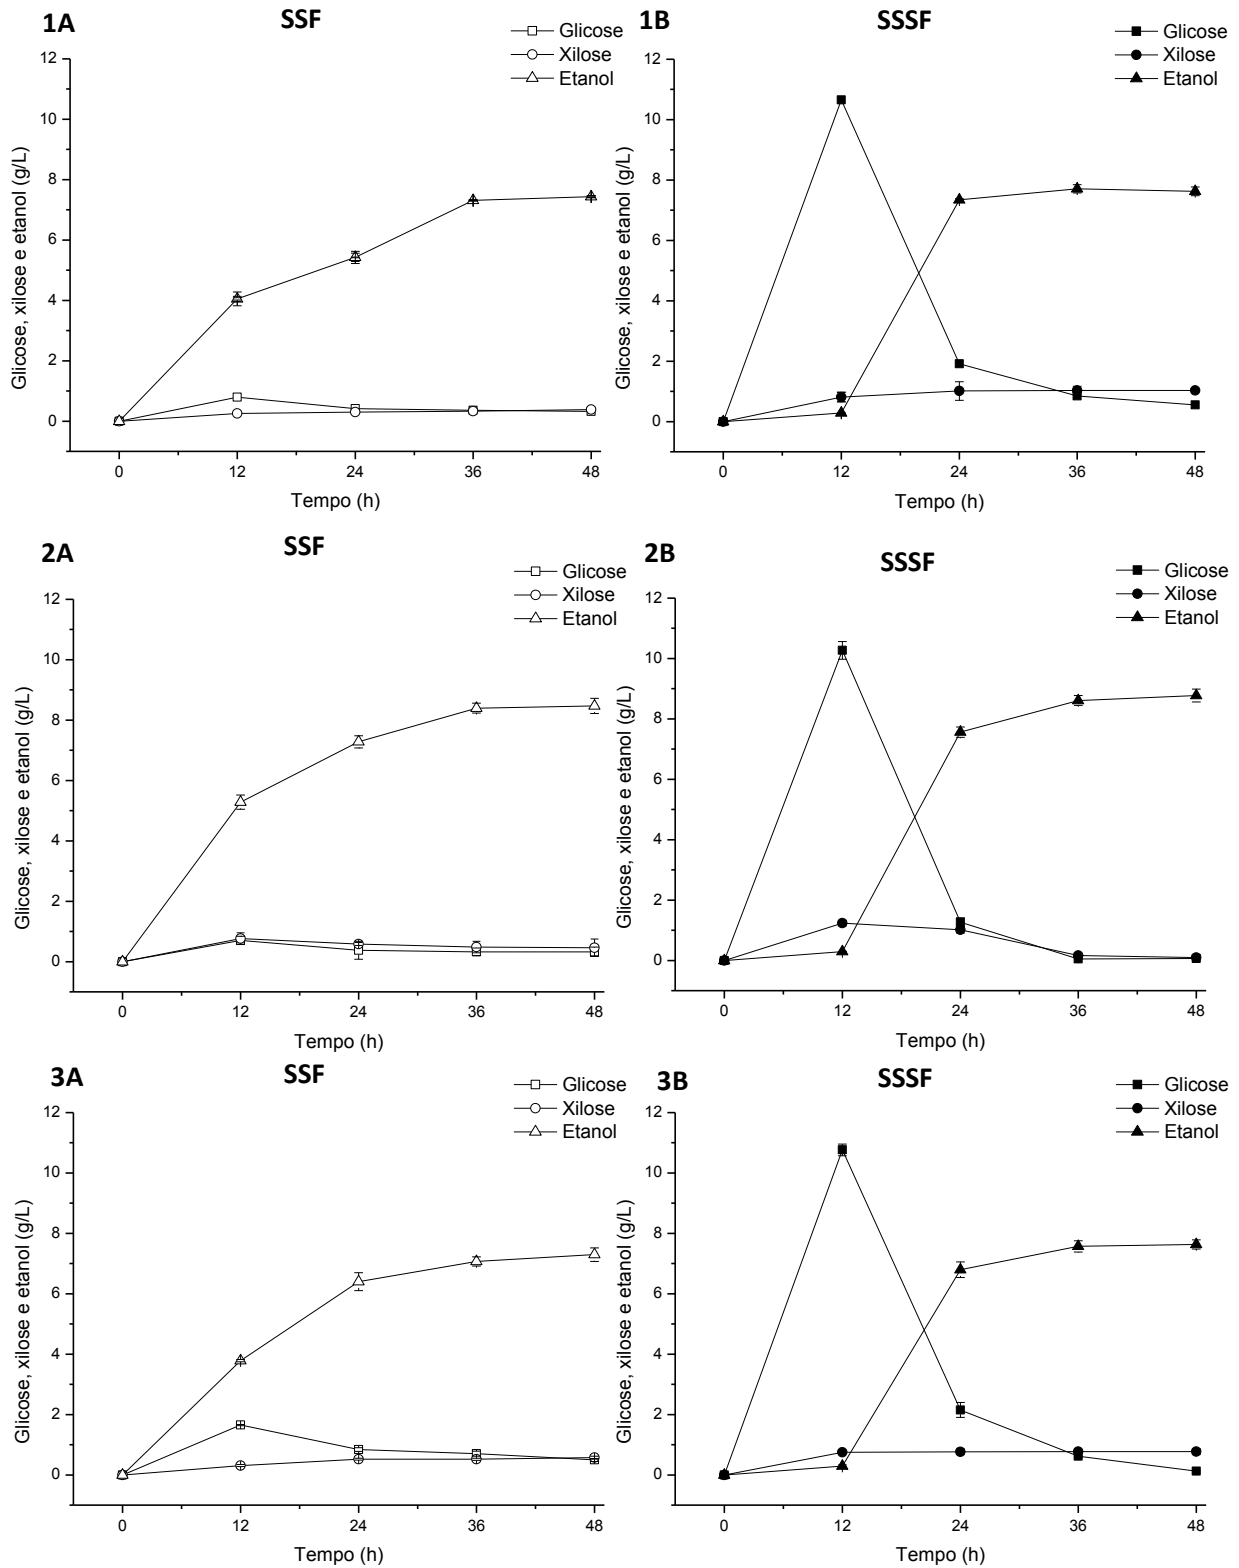 1A
SSF
Glicose
Xilose
Etanol
Glicose, xilose e etanol (g/L)
12
10
8
6
4
2
0
0 12 24 36 48
Tempo (h)
1B
SSSF
Glicose
Xilose
Etanol
Glicose, xilose e etanol (g/L)
12
10
8
6
4
2
0
0 12 24 36 48
Tempo (h)
2A
SSF
Glicose
Xilose
Etanol
Glicose, xilose e etanol (g/L)
12
10
8
6
4
2
0
0 12 24 36 48
Tempo (h)
2B
SSSF
Glicose
Xilose
Etanol
Glicose, xilose e etanol (g/L)
12
10
8
6
4
2
0
0 12 24 36 48
Tempo (h)
3A
SSF
Glicose
Xilose
Etanol
Glicose, xilose e etanol (g/L)
12
10
8
6
4
2
0
0 12 24 36 48
Tempo (h)
3B
SSSF
Glicose
Xilose
Etanol
Glicose, xilose e etanol (g/L)
12
10
8
6
4
2
0
0 12 24 36 48
Tempo (h)